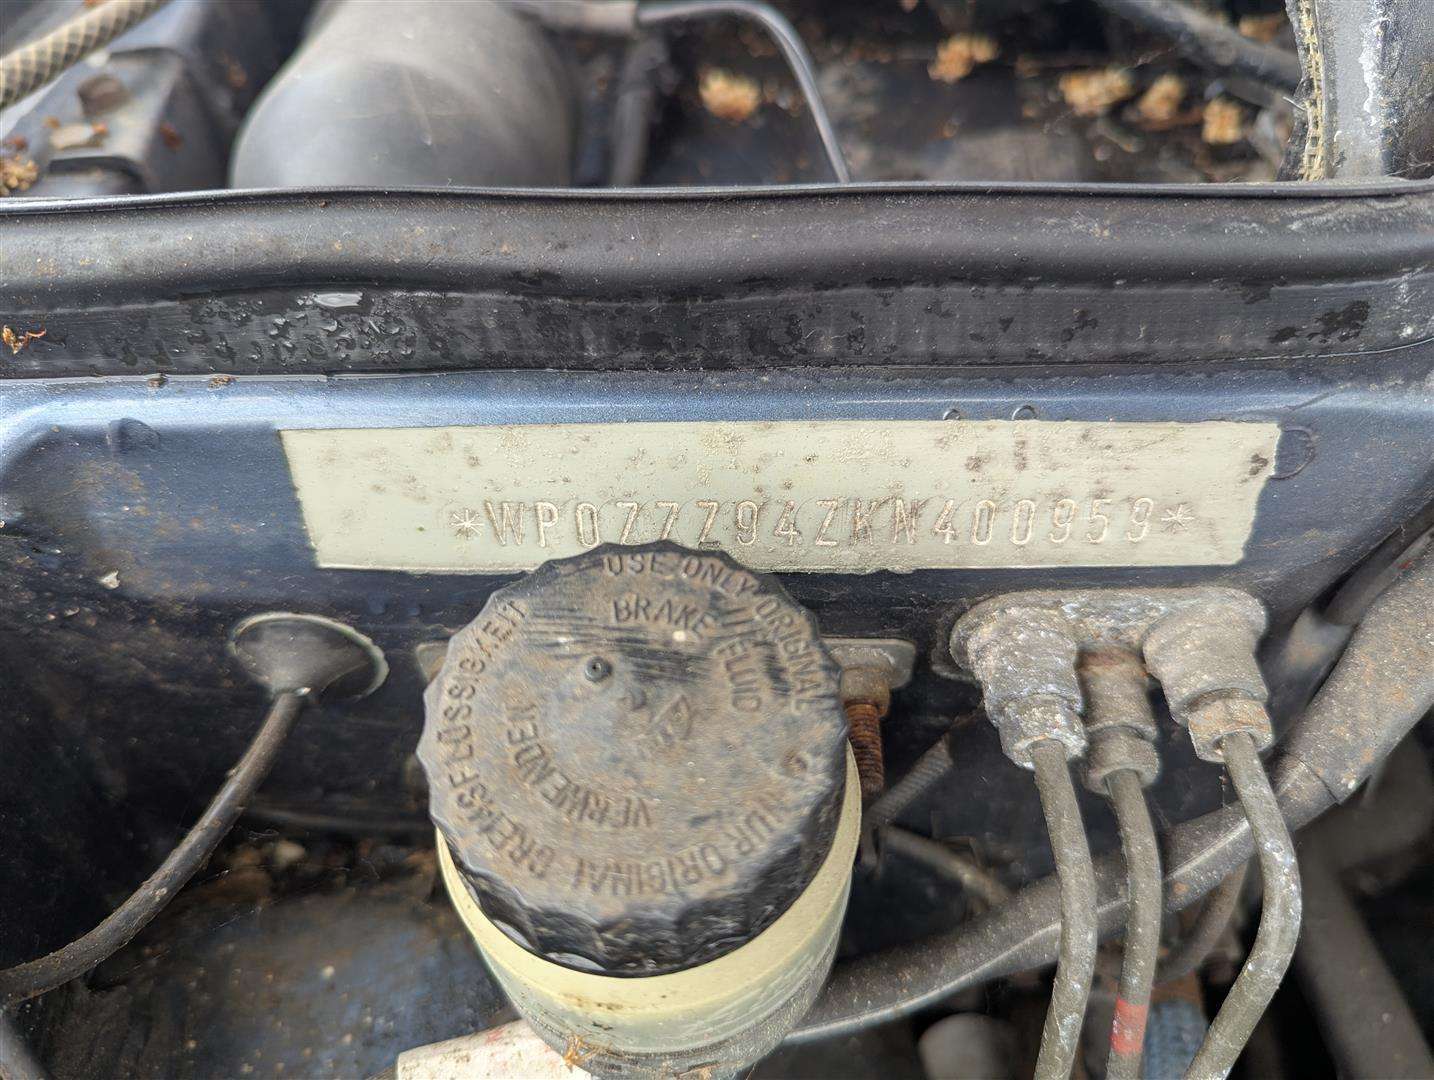 *WP0ZZZ94ZKN400959*
USE ONLY ORIGINAL
BRAKE FLUID
NUR ORIGINAL BREMSFLÜSSIGKEIT
VERWENDEN